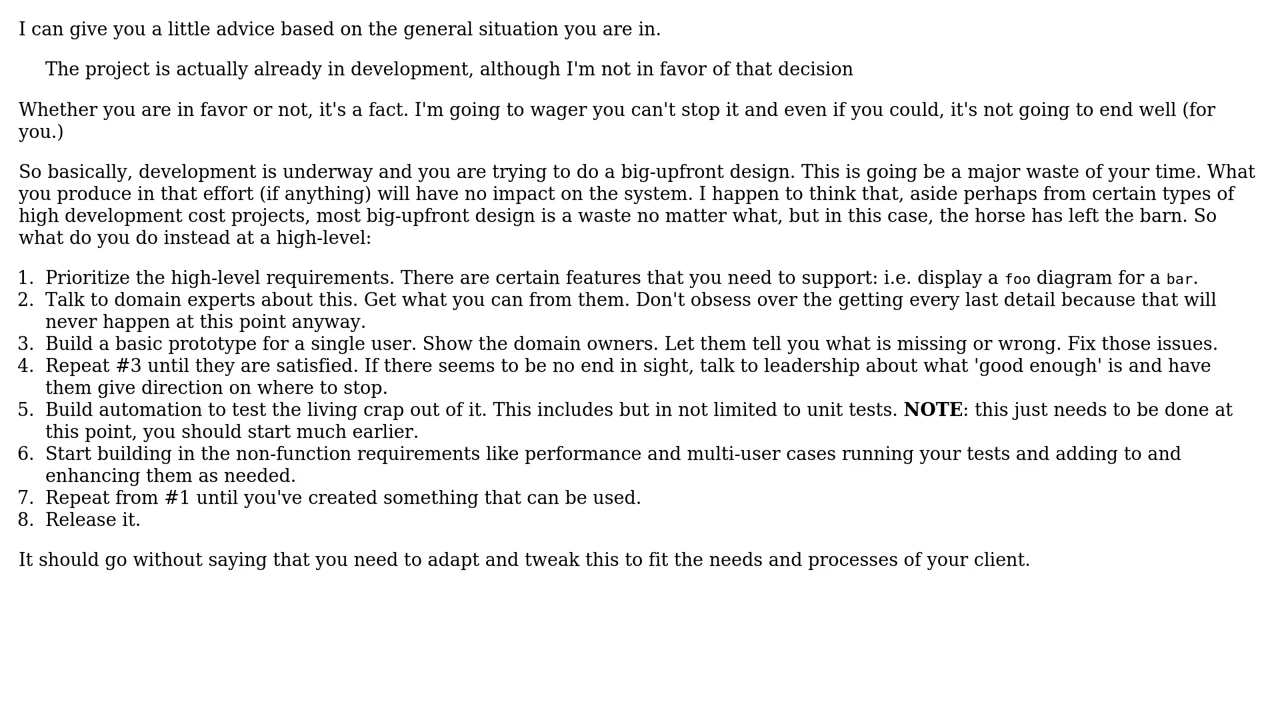 I can give you a little advice based on the general situation you are in.
The project is actually already in development, although I'm not in favor of that decision
Whether you are in favor or not, it's a fact. I'm going to wager you can't stop it and even if you could, it's not going to end well (for
you.)
So basically, development is underway and you are trying to do a big-upfront design. This is going be a major waste of your time. What
you produce in that effort (if anything) will have no impact on the system. I happen to think that, aside perhaps from certain types of
high development cost projects, most big-upfront design is a waste no matter what, but in this case, the horse has left the barn. So
what do you do instead at a high-level:
1. Prioritize the high-level requirements. There are certain features that you need to support: i.e. display a foo diagram for a bar.
2. Talk to domain experts about this. Get what you can from them. Don't obsess over the getting every last detail because that will
never happen at this point anyway.
3. Build a basic prototype for a single user. Show the domain owners. Let them tell you what is missing or wrong. Fix those issues.
4. Repeat #3 until they are satisfied. If there seems to be no end in sight, talk to leadership about what 'good enough' is and have
them give direction on where to stop.
5. Build automation to test the living crap out of it. This includes but in not limited to unit tests. NOTE: this just needs to be done at
this point, you should start much earlier.
6. Start building in the non-function requirements like performance and multi-user cases running your tests and adding to and
enhancing them as needed.
7. Repeat from #1 until you've created something that can be used.
8. Release it.
It should go without saying that you need to adapt and tweak this to fit the needs and processes of your client.